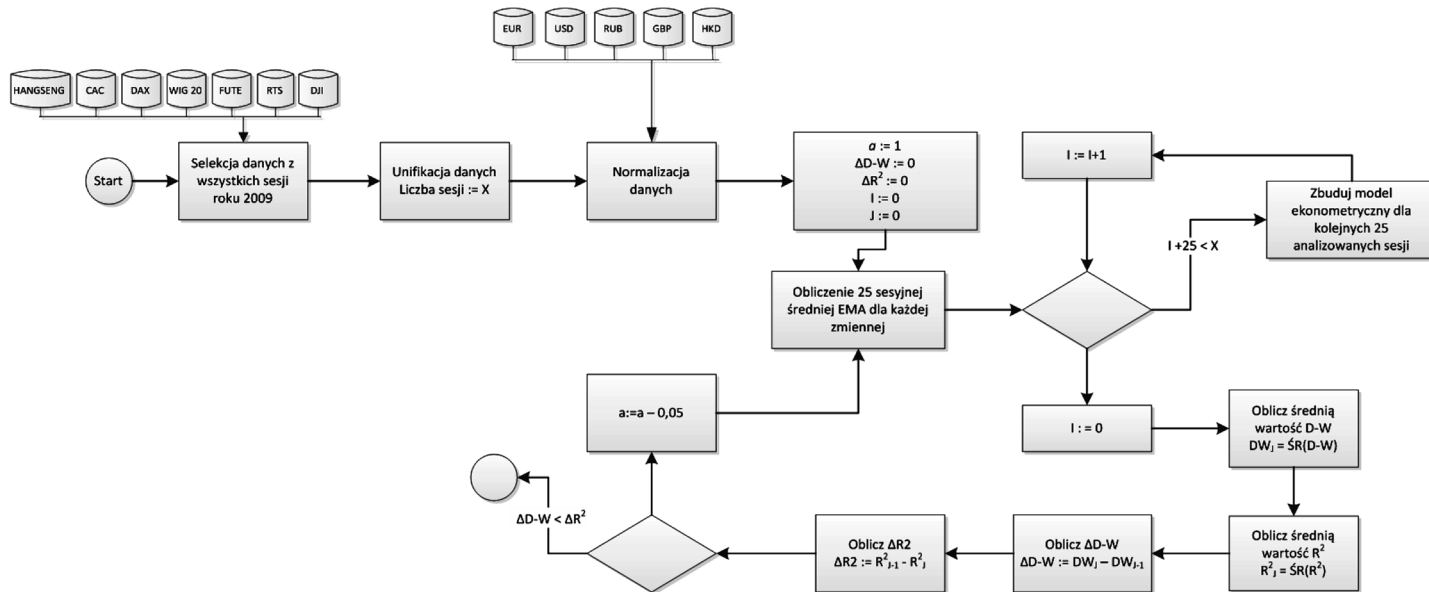 EUR
USD
RUB
GBP
HKD
HANGSENG
CAC
DAX
WIG 20
FUTE
RTS
DJI
Start
Selekcja danych z
wszystkich sesji
roku 2009
Unifikacja danych
Liczba sesji := X
Normalizacja
danych
a := 1
ΔD-W := 0
ΔR² := 0
I := 0
J := 0
Obliczenie 25 sesyjnej
średniej EMA dla każdej
zmiennej
I := I+1
I +25 < X
Zbuduj model
ekonometryczny dla
kolejnych 25
analizowanych sesji
I : = 0
Oblicz średnią
wartość D-W
DWJ = ŚR(D-W)
Oblicz średnią
wartość R²
R²J = ŚR(R²)
Oblicz ΔD-W
ΔD-W := DWJ – DWJ-1
Oblicz ΔR2
ΔR2 := R²J-1 - R²J
ΔD-W < ΔR²
a:=a – 0,05